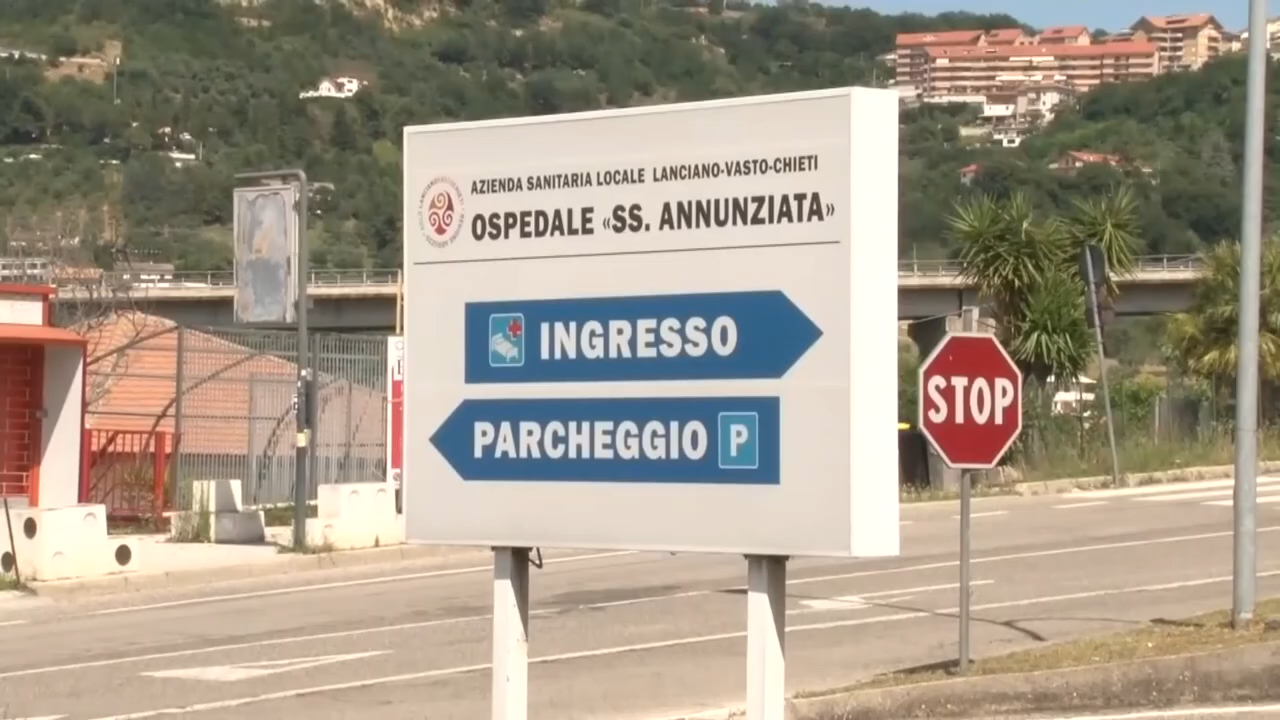 AZIENDA SANITARIA LOCALE LANCIANO-VASTO-CHIETI
OSPEDALE «SS. ANNUNZIATA»
INGRESSO
PARCHEGGIO P
STOP